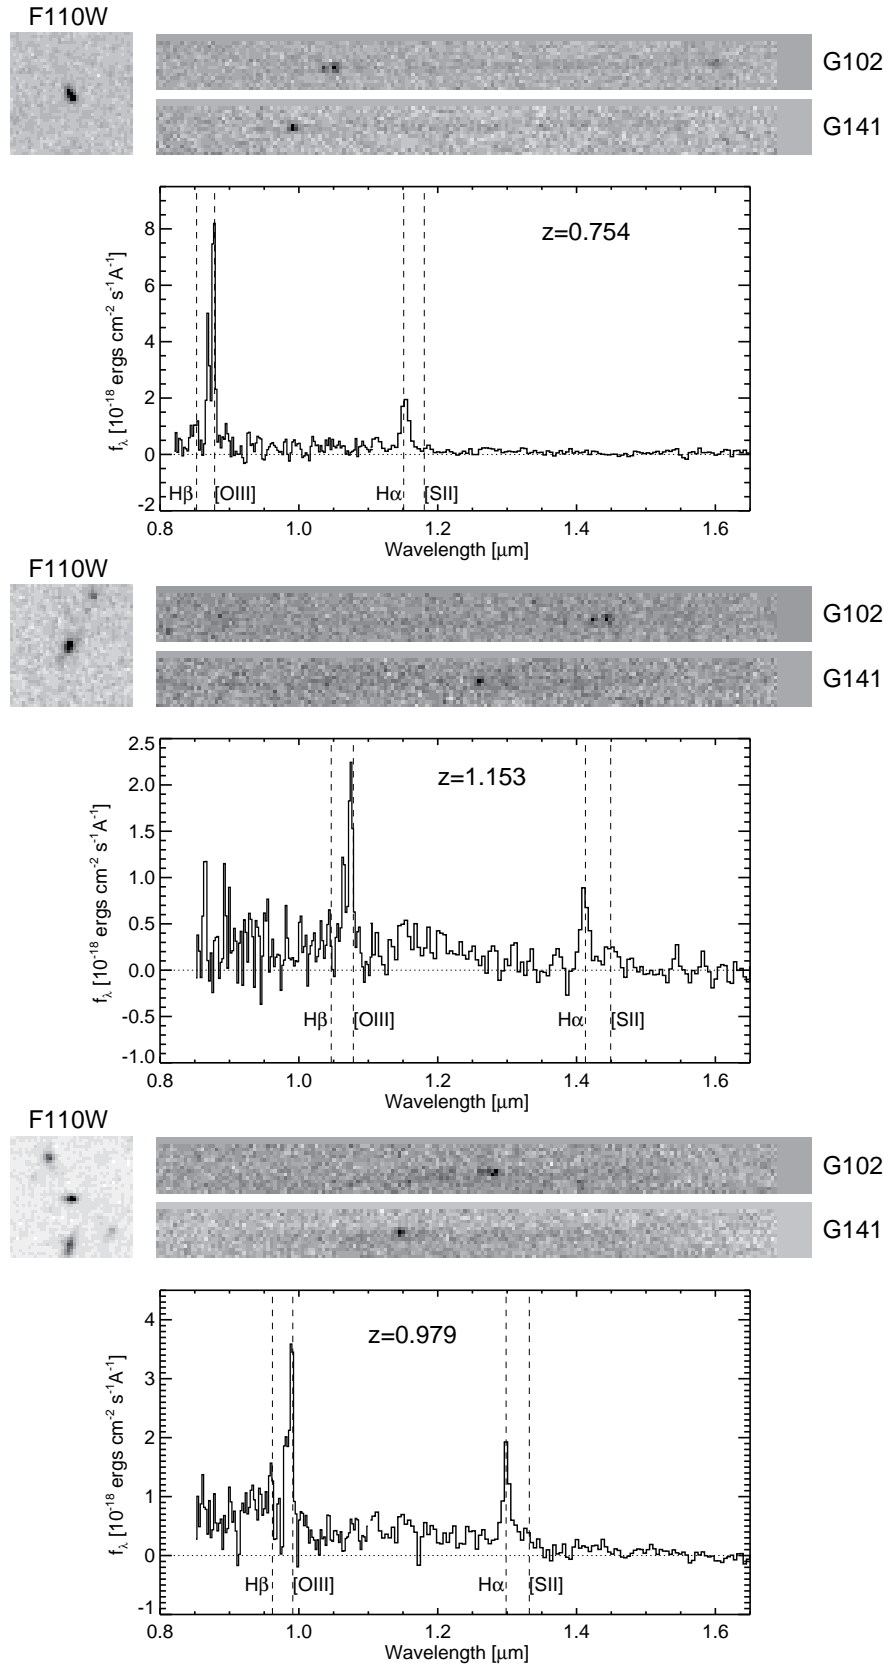 F110W
G102
G141
z=0.754
8
6
4
2
0
-2
fλ [10⁻¹⁸ ergs cm⁻² s⁻¹A⁻¹]
Hβ [OIII] Hα [SII]
0.8 1.0 1.2 1.4 1.6
Wavelength [μm]
F110W
G102
G141
2.5
z=1.153
2.0
1.5
1.0
0.5
0.0
-0.5
-1.0
fλ [10⁻¹⁸ ergs cm⁻² s⁻¹A⁻¹]
Hβ [OIII] Hα [SII]
0.8 1.0 1.2 1.4 1.6
Wavelength [μm]
F110W
G102
G141
z=0.979
4
3
2
1
0
-1
fλ [10⁻¹⁸ ergs cm⁻² s⁻¹A⁻¹]
Hβ [OIII] Hα [SII]
0.8 1.0 1.2 1.4 1.6
Wavelength [μm]